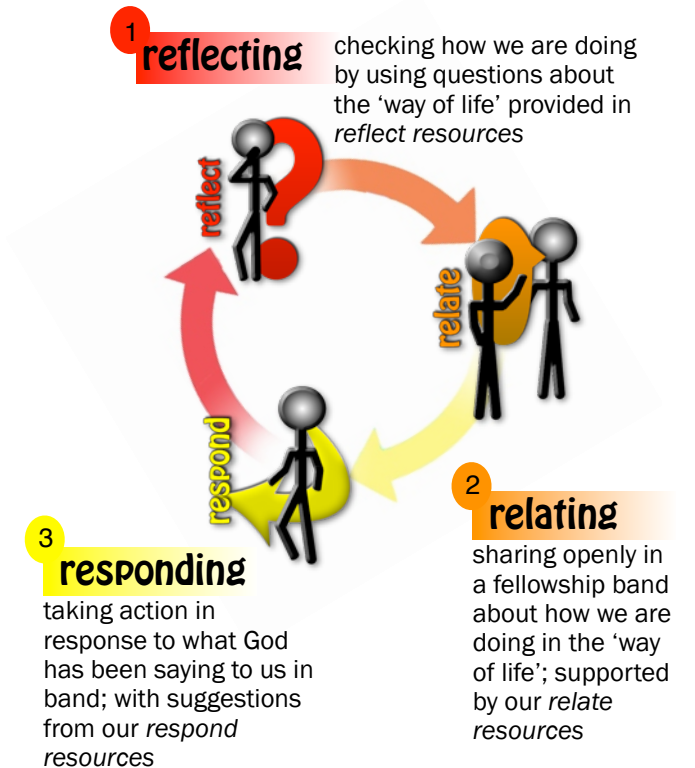 1
reflecting
checking how we are doing
by using questions about
the ‘way of life’ provided in
reflect resources
reflect
relate
respond
2
relating
sharing openly in
a fellowship band
about how we are
doing in the ‘way
of life’; supported
by our relate
resources
3
responding
taking action in
response to what God
has been saying to us in
band; with suggestions
from our respond
resources